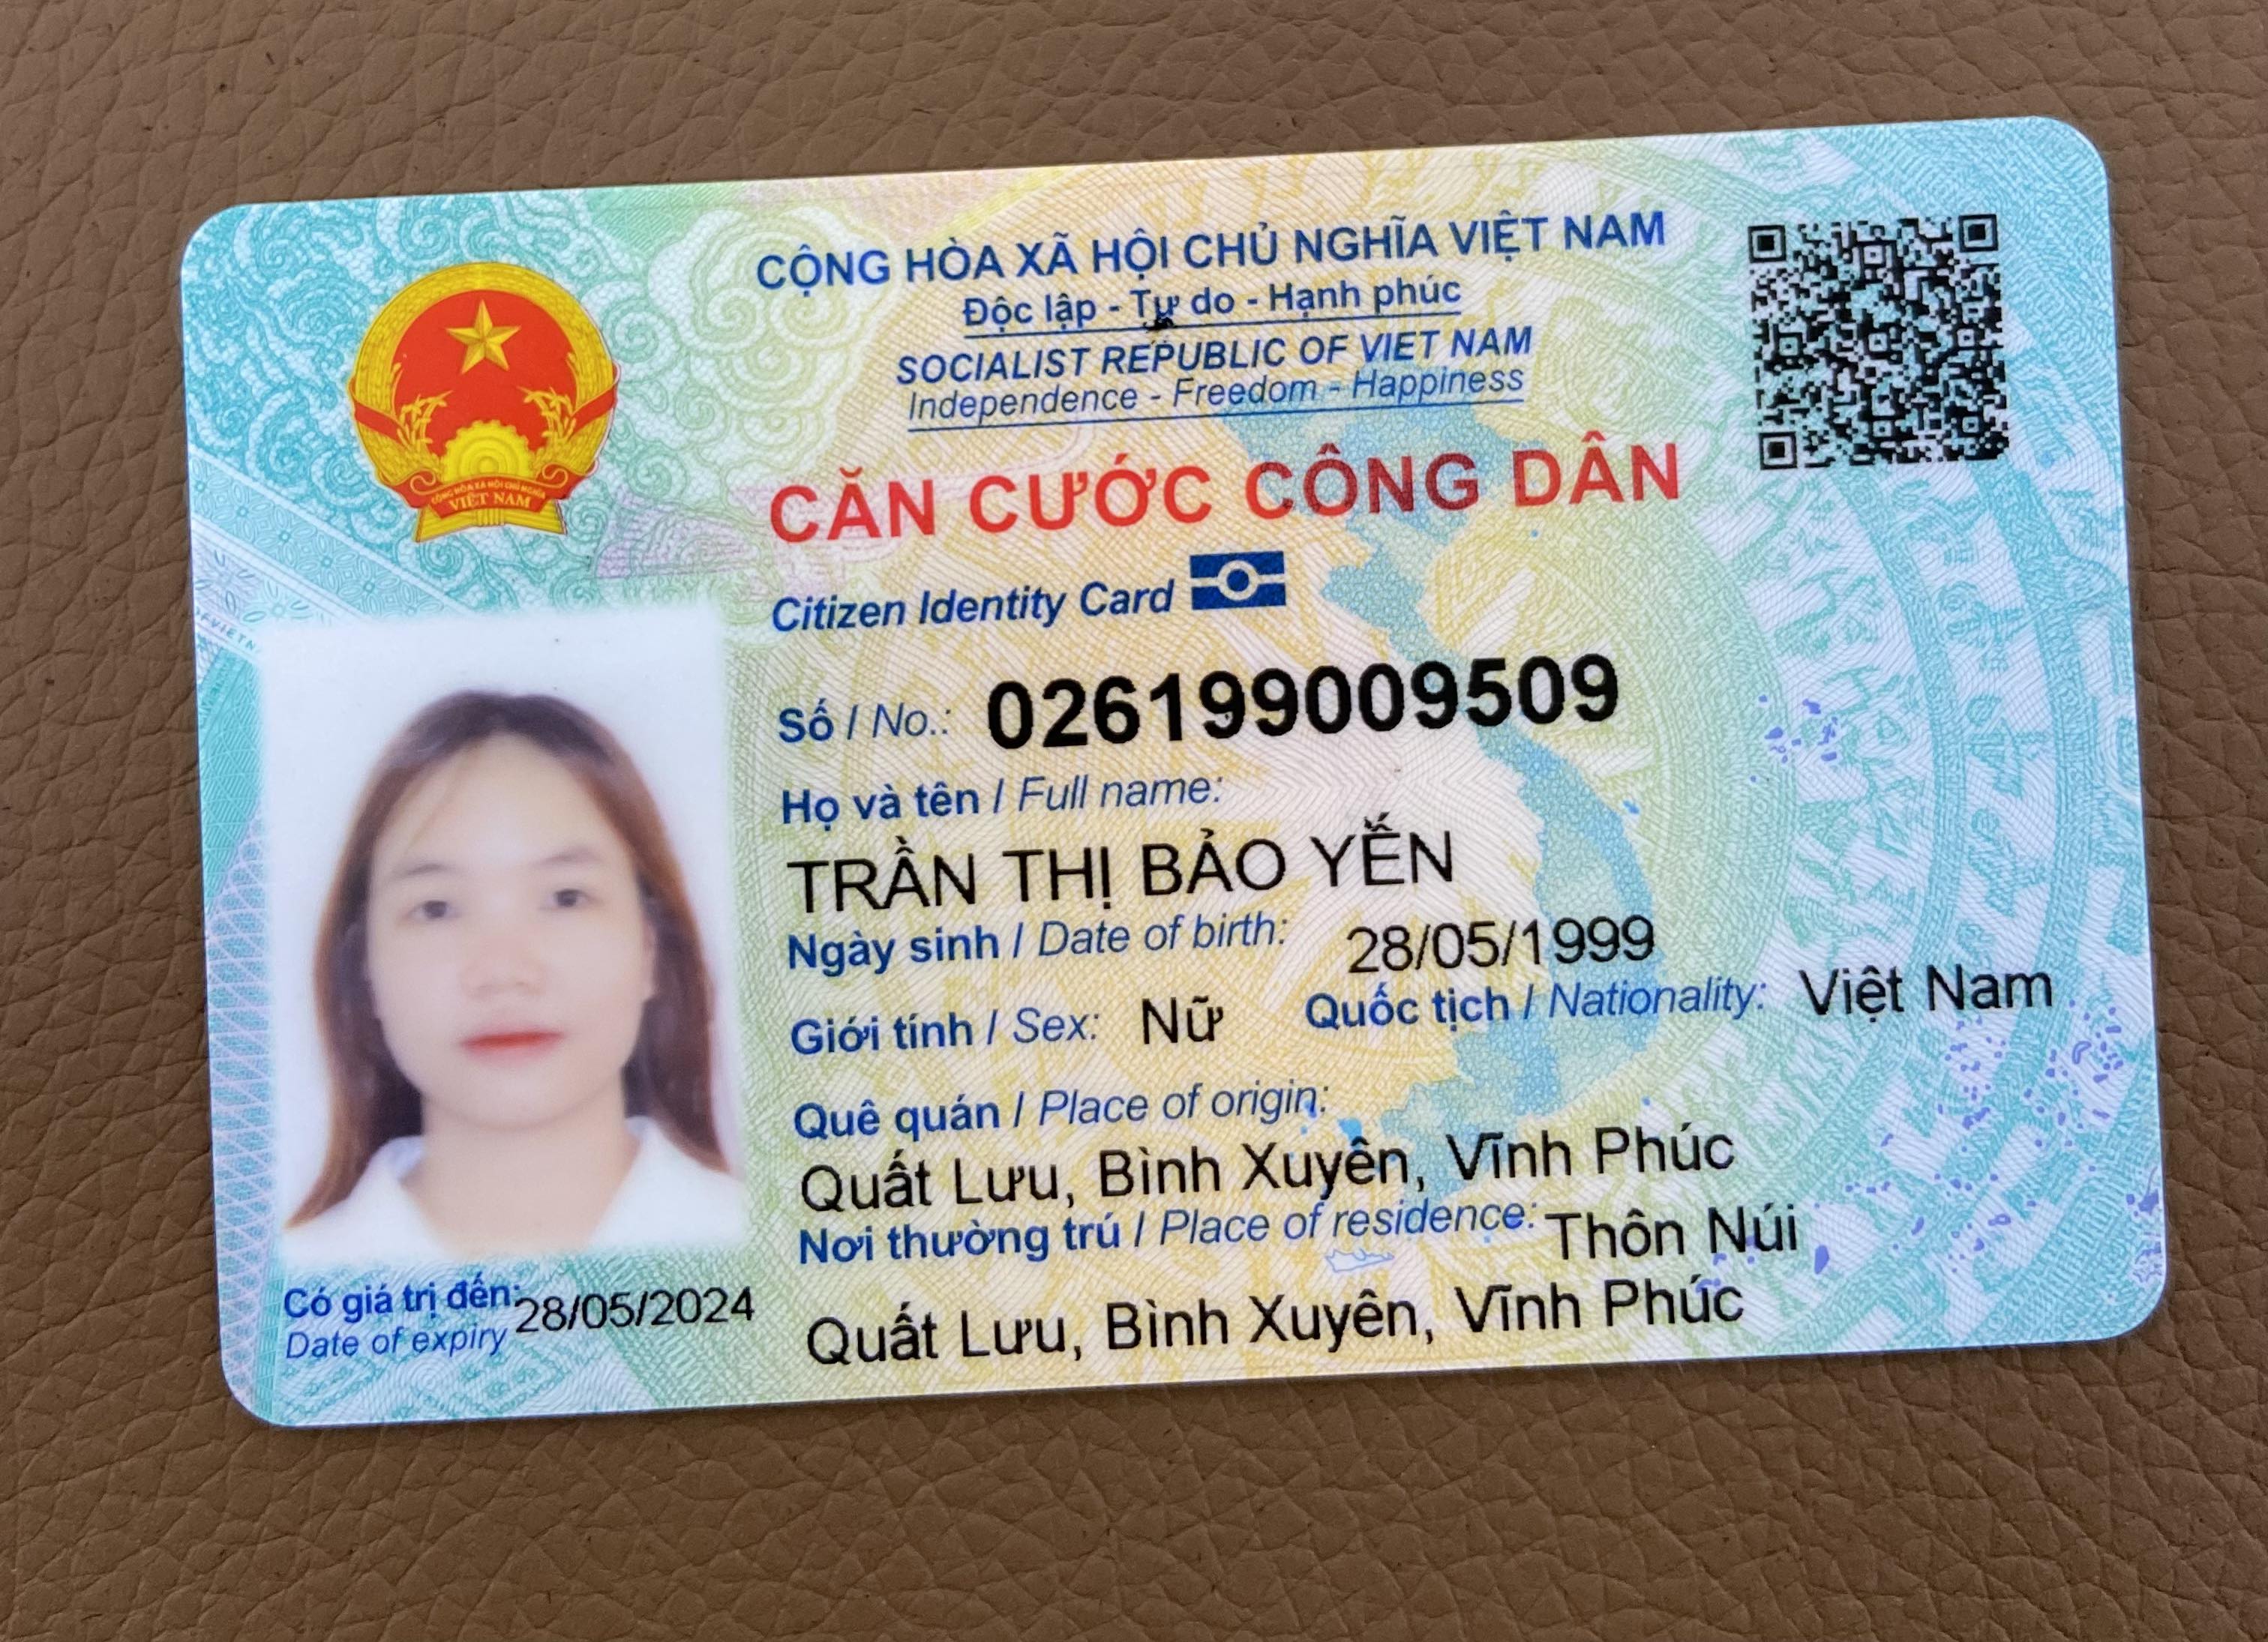 CỘNG HÒA XÃ HỘI CHỦ NGHĨA VIỆT NAM
Độc lập - Tự do - Hạnh phúc
SOCIALIST REPUBLIC OF VIET NAM
Independence - Freedom - Happiness
CĂN CƯỚC CÔNG DÂN
Citizen Identity Card
Số / No.: 026199009509
Họ và tên / Full name:
TRẦN THỊ BẢO YẾN
Ngày sinh / Date of birth: 28/05/1999
Giới tính / Sex: Nữ Quốc tịch / Nationality: Việt Nam
Quê quán / Place of origin:
Quất Lưu, Bình Xuyên, Vĩnh Phúc
Nơi thường trú / Place of residence: Thôn Núi
Quất Lưu, Bình Xuyên, Vĩnh Phúc
Có giá trị đến: 28/05/2024
Date of expiry
CỘNG HÒA XÃ HỘI CHỦ NGHĨA
VIỆT NAM